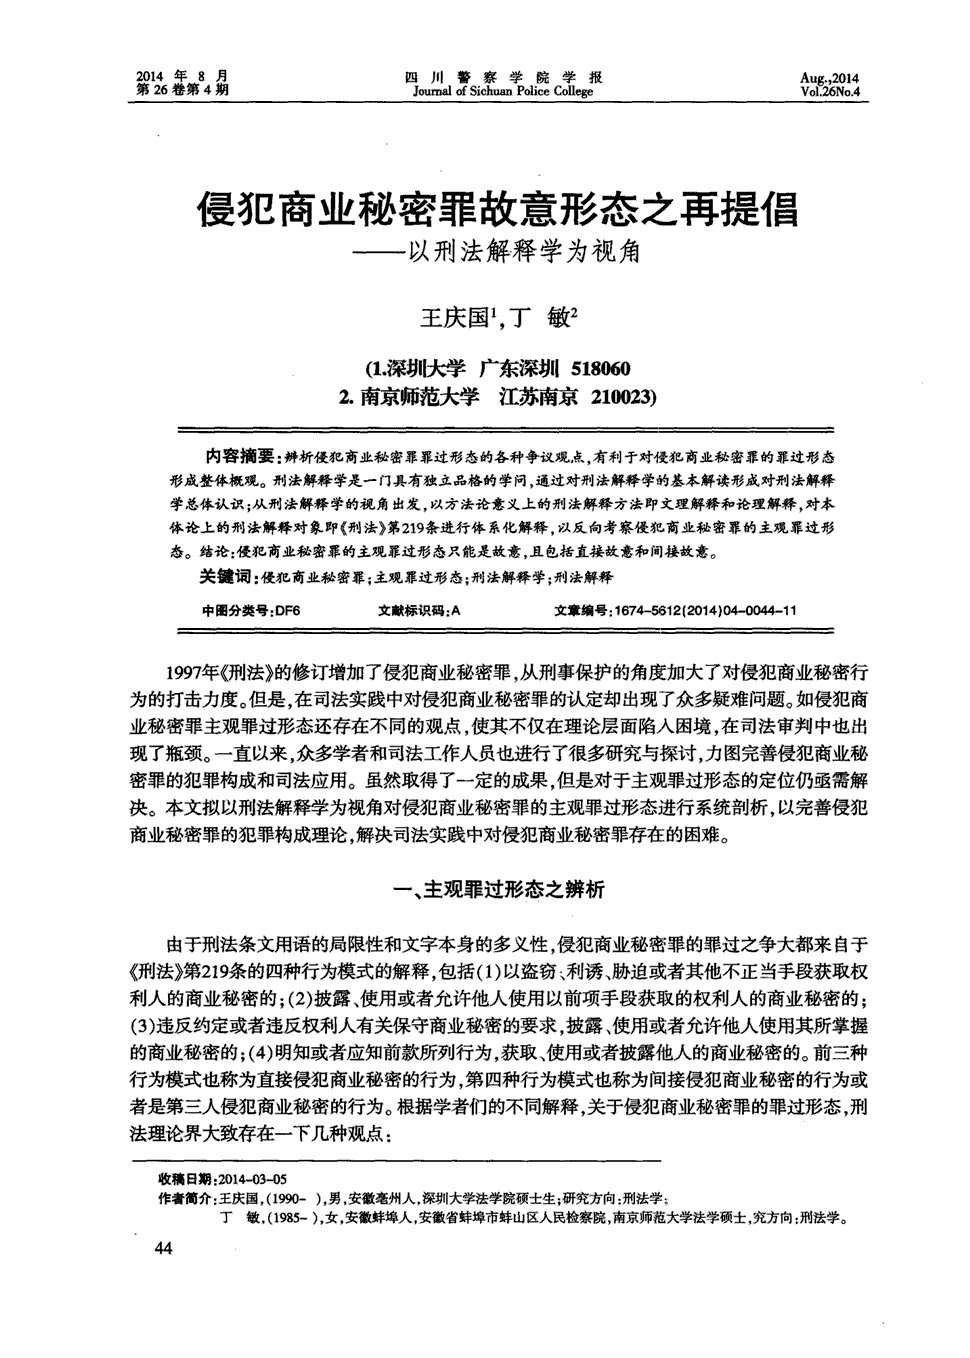 2014 年 8 月
第 26 卷第 4 期
四 川 警 察 学 院 学 报
Journal of Sichuan Police College
Aug.,2014
Vol.26No.4
侵犯商业秘密罪故意形态之再提倡
——以刑法解释学为视角
王庆国¹,丁 敏²
(1.深圳大学 广东深圳 518060
2. 南京师范大学 江苏南京 210023)
内容摘要:辨析侵犯商业秘密罪罪过形态的各种争议观点,有利于对侵犯商业秘密罪的罪过形态
形成整体概观。刑法解释学是一门具有独立品格的学问,通过对刑法解释学的基本解读形成对刑法解释
学总体认识;从刑法解释学的视角出发,以方法论意义上的刑法解释方法即文理解释和论理解释,对本
体论上的刑法解释对象即《刑法》第219条进行体系化解释,以反向考察侵犯商业秘密罪的主观罪过形
态。结论:侵犯商业秘密罪的主观罪过形态只能是故意,且包括直接故意和间接故意。
关键词:侵犯商业秘密罪;主观罪过形态;刑法解释学;刑法解释
中图分类号:DF6 文献标识码:A 文章编号:1674-5612(2014)04-0044-11
1997年《刑法》的修订增加了侵犯商业秘密罪,从刑事保护的角度加大了对侵犯商业秘密行
为的打击力度。但是,在司法实践中对侵犯商业秘密罪的认定却出现了众多疑难问题。如侵犯商
业秘密罪主观罪过形态还存在不同的观点,使其不仅在理论层面陷入困境,在司法审判中也出
现了瓶颈。一直以来,众多学者和司法工作人员也进行了很多研究与探讨,力图完善侵犯商业秘
密罪的犯罪构成和司法应用。虽然取得了一定的成果,但是对于主观罪过形态的定位仍亟需解
决。本文拟以刑法解释学为视角对侵犯商业秘密罪的主观罪过形态进行系统剖析,以完善侵犯
商业秘密罪的犯罪构成理论,解决司法实践中对侵犯商业秘密罪存在的困难。
一、主观罪过形态之辨析
由于刑法条文用语的局限性和文字本身的多义性,侵犯商业秘密罪的罪过之争大都来自于
《刑法》第219条的四种行为模式的解释,包括(1)以盗窃、利诱、胁迫或者其他不正当手段获取权
利人的商业秘密的;(2)披露、使用或者允许他人使用以前项手段获取的权利人的商业秘密的;
(3)违反约定或者违反权利人有关保守商业秘密的要求,披露、使用或者允许他人使用其所掌握
的商业秘密的;(4)明知或者应知前款所列行为,获取、使用或者披露他人的商业秘密的。前三种
行为模式也称为直接侵犯商业秘密的行为,第四种行为模式也称为间接侵犯商业秘密的行为或
者是第三人侵犯商业秘密的行为。根据学者们的不同解释,关于侵犯商业秘密罪的罪过形态,刑
法理论界大致存在一下几种观点:
收稿日期:2014-03-05
作者简介:王庆国,(1990- ),男,安徽亳州人,深圳大学法学院硕士生;研究方向:刑法学;
丁 敏,(1985- ),女,安徽蚌埠人,安徽省蚌埠市蚌山区人民检察院,南京师范大学法学硕士,究方向:刑法学。
44